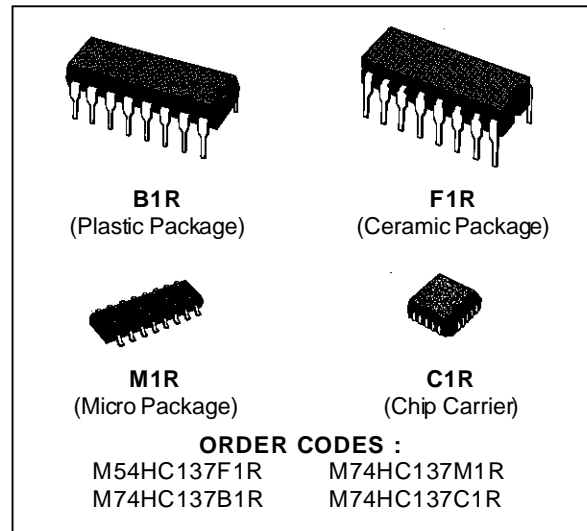 B1R
(Plastic Package)
F1R
(Ceramic Package)
M1R
(Micro Package)
C1R
(Chip Carrier)
ORDER CODES :
M54HC137F1R M74HC137M1R
M74HC137B1R M74HC137C1R